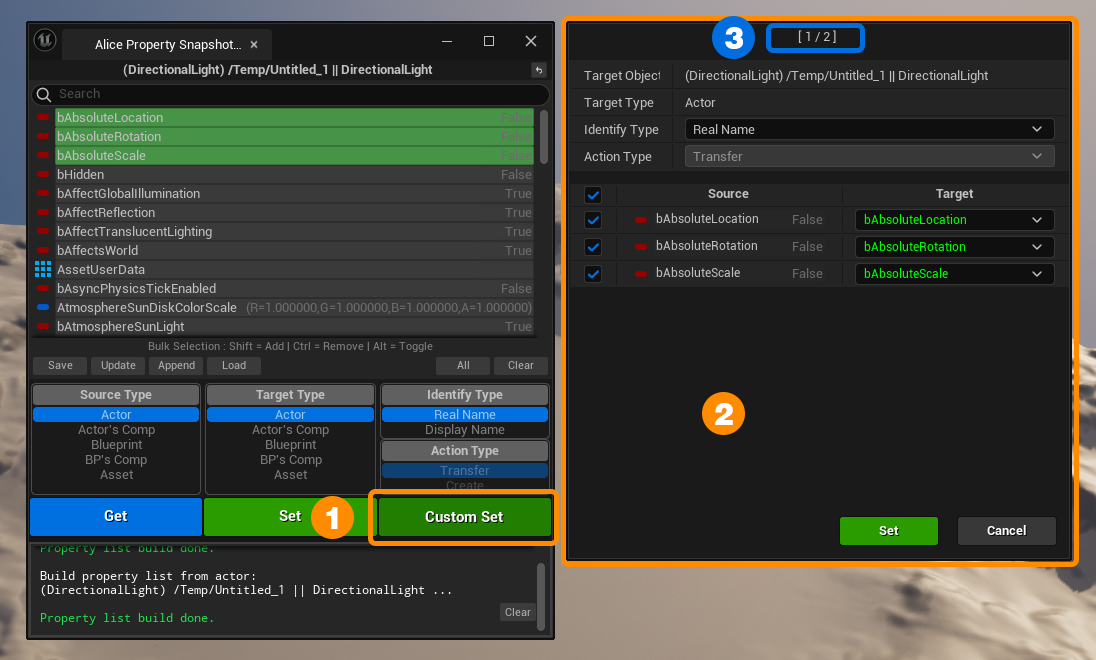 Alice Property Snapshot...
(DirectionalLight) /Temp/Untitled_1 || DirectionalLight
Search
bAbsoluteLocation False
bAbsoluteRotation False
bAbsoluteScale False
bHidden False
bAffectGlobalIllumination True
bAffectReflection True
bAffectTranslucentLighting True
bAffectsWorld True
AssetUserData
bAsyncPhysicsTickEnabled False
AtmosphereSunDiskColorScale (R=1.000000,G=1.000000,B=1.000000,A=1.000000)
bAtmosphereSunLight True
Bulk Selection : Shift = Add | Ctrl = Remove | Alt = Toggle
Save Update Append Load All Clear
Source Type
Actor
Actor's Comp
Blueprint
BP's Comp
Asset
Target Type
Actor
Actor's Comp
Blueprint
BP's Comp
Asset
Identify Type
Real Name
Display Name
Action Type
Transfer
Create
Get Set 1 Custom Set
Property list build done.
Build property list from actor:
(DirectionalLight) /Temp/Untitled_1 || DirectionalLight ...
Property list build done.
Clear
3 [ 1 / 2 ]
Target Object (DirectionalLight) /Temp/Untitled_1 || DirectionalLight
Target Type Actor
Identify Type Real Name
Action Type Transfer
Source Target
bAbsoluteLocation False bAbsoluteLocation
bAbsoluteRotation False bAbsoluteRotation
bAbsoluteScale False bAbsoluteScale
2
Set Cancel